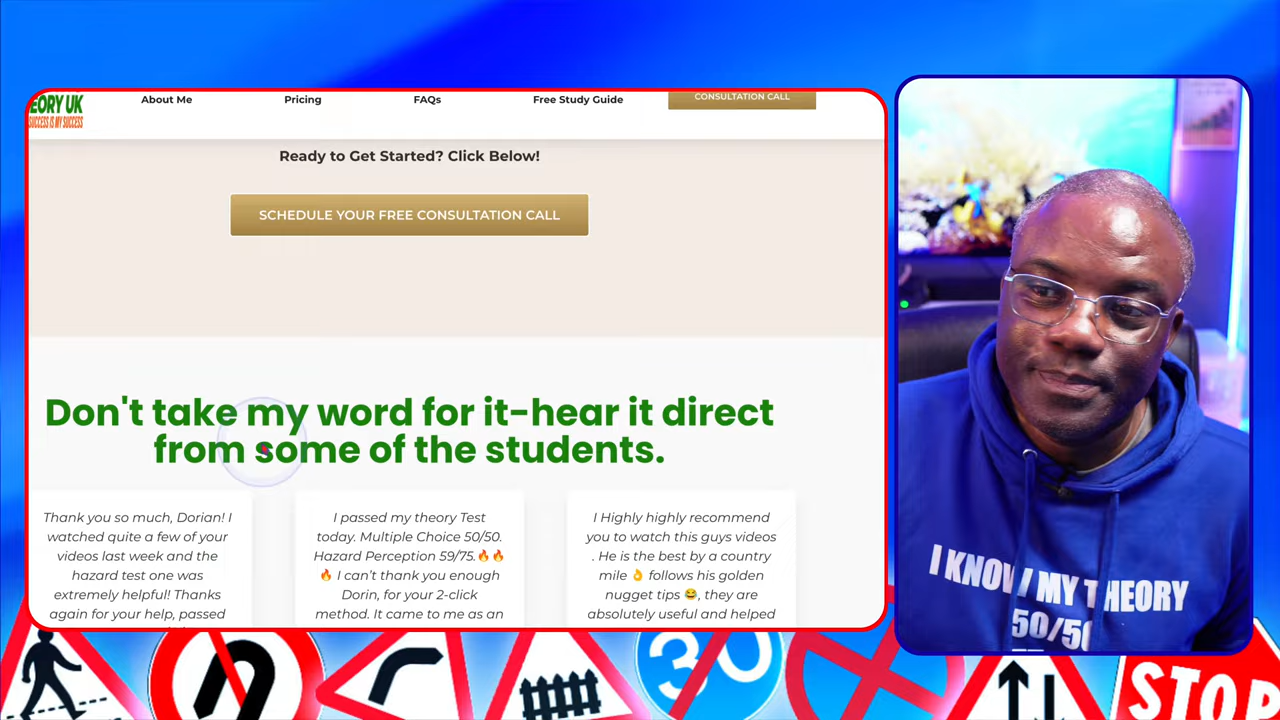 EORY UK
SUCCESS IS MY SUCCESS
About Me
Pricing
FAQs
Free Study Guide
CONSULTATION CALL
Ready to Get Started? Click Below!
SCHEDULE YOUR FREE CONSULTATION CALL
Don't take my word for it-hear it direct
from some of the students.
Thank you so much, Dorian! I
watched quite a few of your
videos last week and the
hazard test one was
extremely helpful! Thanks
again for your help, passed
I passed my theory Test
today. Multiple Choice 50/50.
Hazard Perception 59/75.🔥🔥
🔥 I can’t thank you enough
Dorin, for your 2-click
method. It came to me as an
I Highly highly recommend
you to watch this guys videos
. He is the best by a country
mile 👌 follows his golden
nugget tips 😂, they are
absolutely useful and helped
I KNOW MY THEORY
50/50
30
STOP